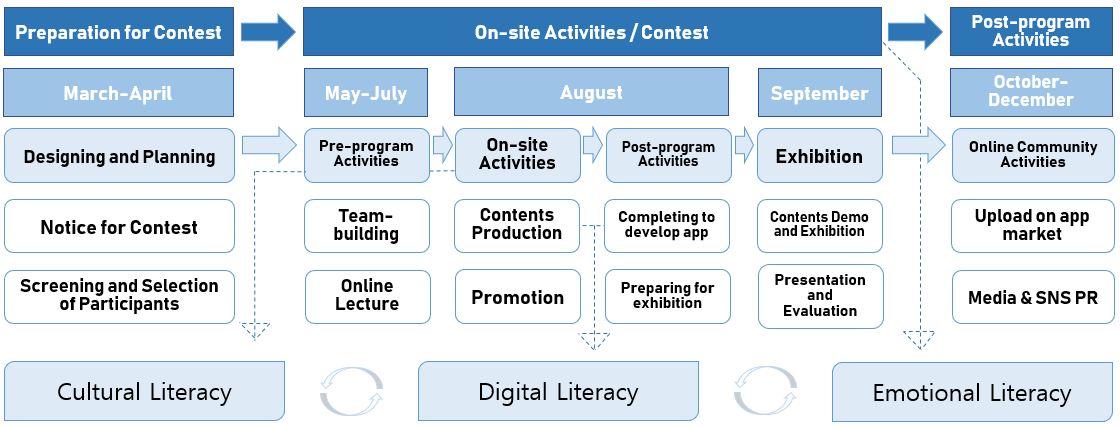 Preparation for Contest
On-site Activities / Contest
Post-program
Activities
March-April
May-July
August
September
October-
December
Designing and Planning
Pre-program
Activities
On-site
Activities
Post-program
Activities
Exhibition
Online Community
Activities
Notice for Contest
Team-
building
Contents
Production
Completing to
develop app
Contents Demo
and Exhibition
Upload on app
market
Screening and Selection
of Participants
Online
Lecture
Promotion
Preparing for
exhibition
Presentation
and
Evaluation
Media & SNS PR
Cultural Literacy
Digital Literacy
Emotional Literacy